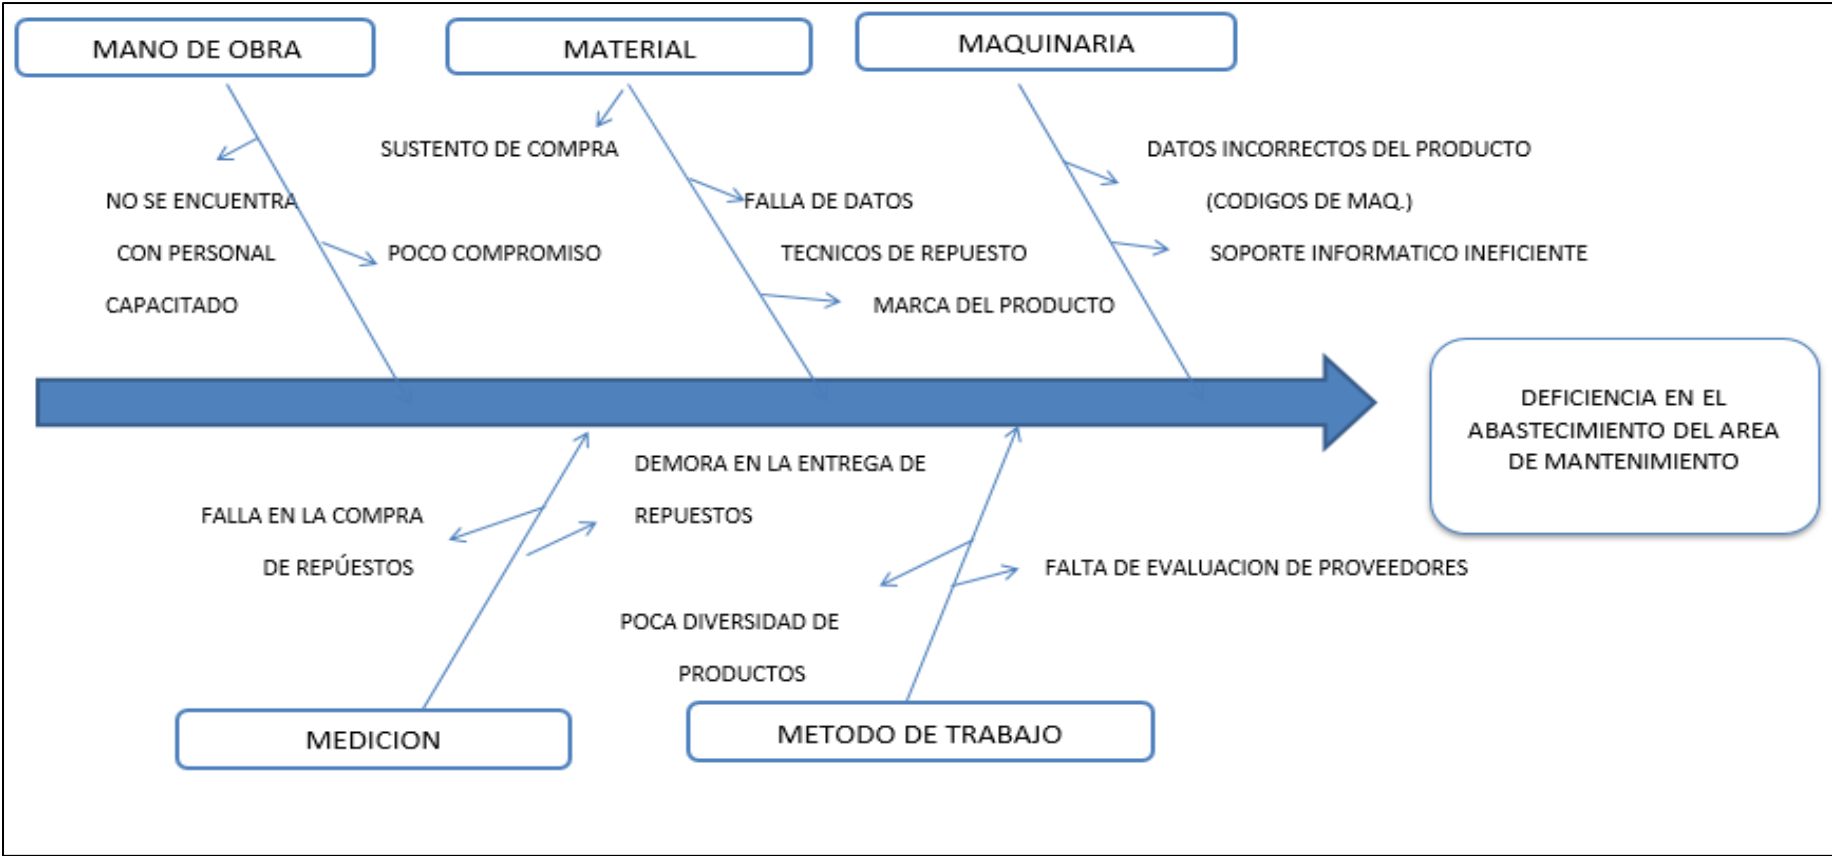 MANO DE OBRA
MATERIAL
MAQUINARIA
NO SE ENCUENTRA
CON PERSONAL
CAPACITADO
POCO COMPROMISO
SUSTENTO DE COMPRA
FALLA DE DATOS
TECNICOS DE REPUESTO
MARCA DEL PRODUCTO
DATOS INCORRECTOS DEL PRODUCTO
(CODIGOS DE MAQ.)
SOPORTE INFORMATICO INEFICIENTE
DEFICIENCIA EN EL
ABASTECIMIENTO DEL AREA
DE MANTENIMIENTO
FALLA EN LA COMPRA
DE REPÚESTOS
DEMORA EN LA ENTREGA DE
REPUESTOS
POCA DIVERSIDAD DE
PRODUCTOS
FALTA DE EVALUACION DE PROVEEDORES
MEDICION
METODO DE TRABAJO